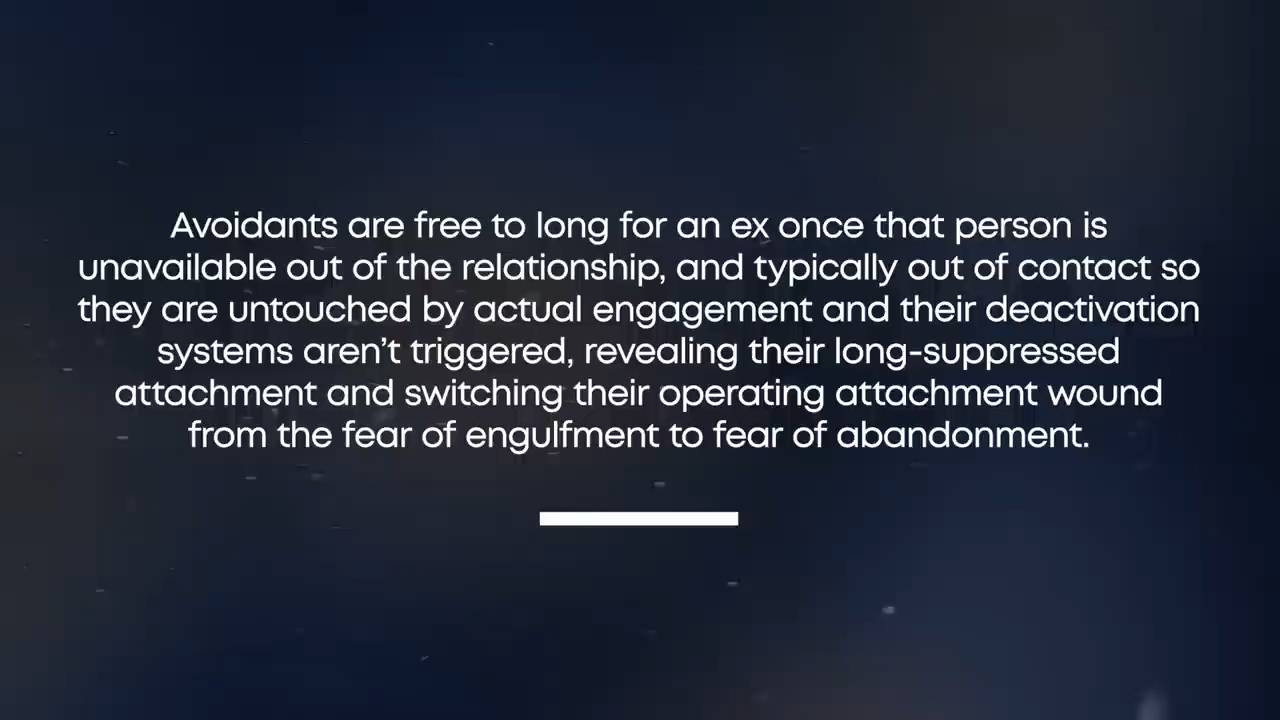 Avoidants are free to long for an ex once that person is
unavailable out of the relationship, and typically out of contact so
they are untouched by actual engagement and their deactivation
systems aren’t triggered, revealing their long-suppressed
attachment and switching their operating attachment wound
from the fear of engulfment to fear of abandonment.